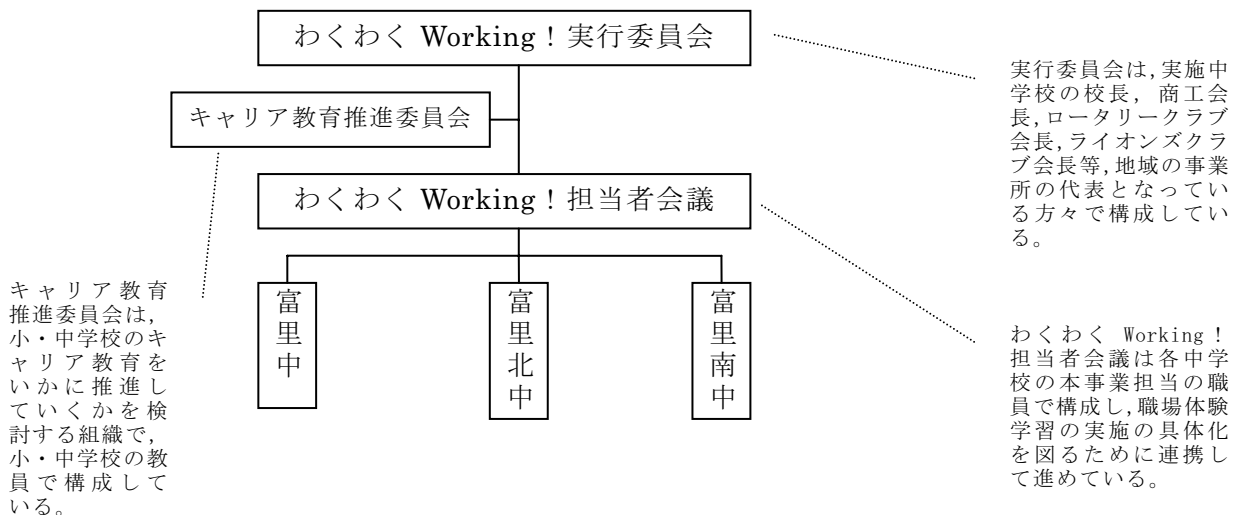 わくわく Working！実行委員会
実行委員会は,実施中
学校の校長, 商工会
長,ロータリークラブ
会長,ライオンズクラ
ブ会長等,地域の事業
所の代表となってい
る方々で構成してい
る。
キャリア教育推進委員会
わくわく Working！担当者会議
キャリア教育
推進委員会は,
小・中学校のキ
ャリア教育を
いかに推進し
ていくかを検
討する組織で,
小・中学校の教
員で構成して
いる。
富里中
富里北中
富里南中
わくわく Working！
担当者会議は各中学
校の本事業担当の職
員で構成し,職場体験
学習の実施の具体化
を図るために連携し
て進めている。